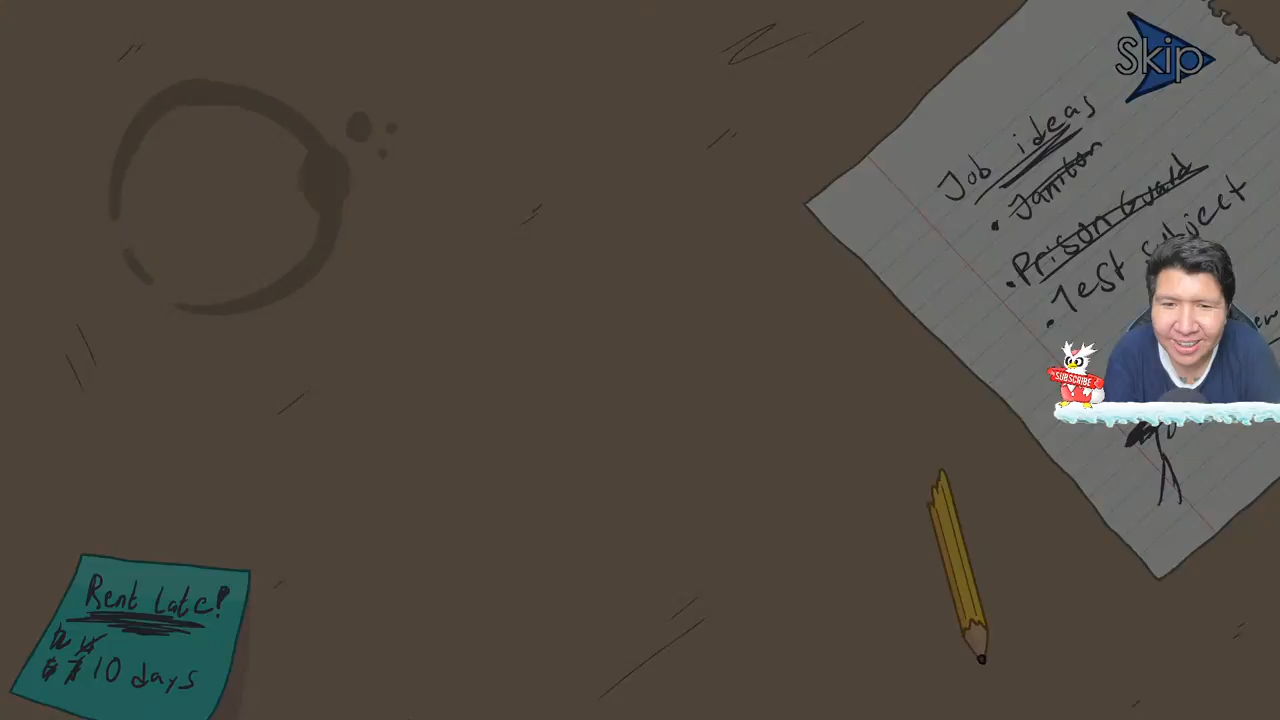 Skip
Job ideas
• Janitor
• Prison Guard
• Test subject
SUBSCRIBE
Rent Late!
10 days